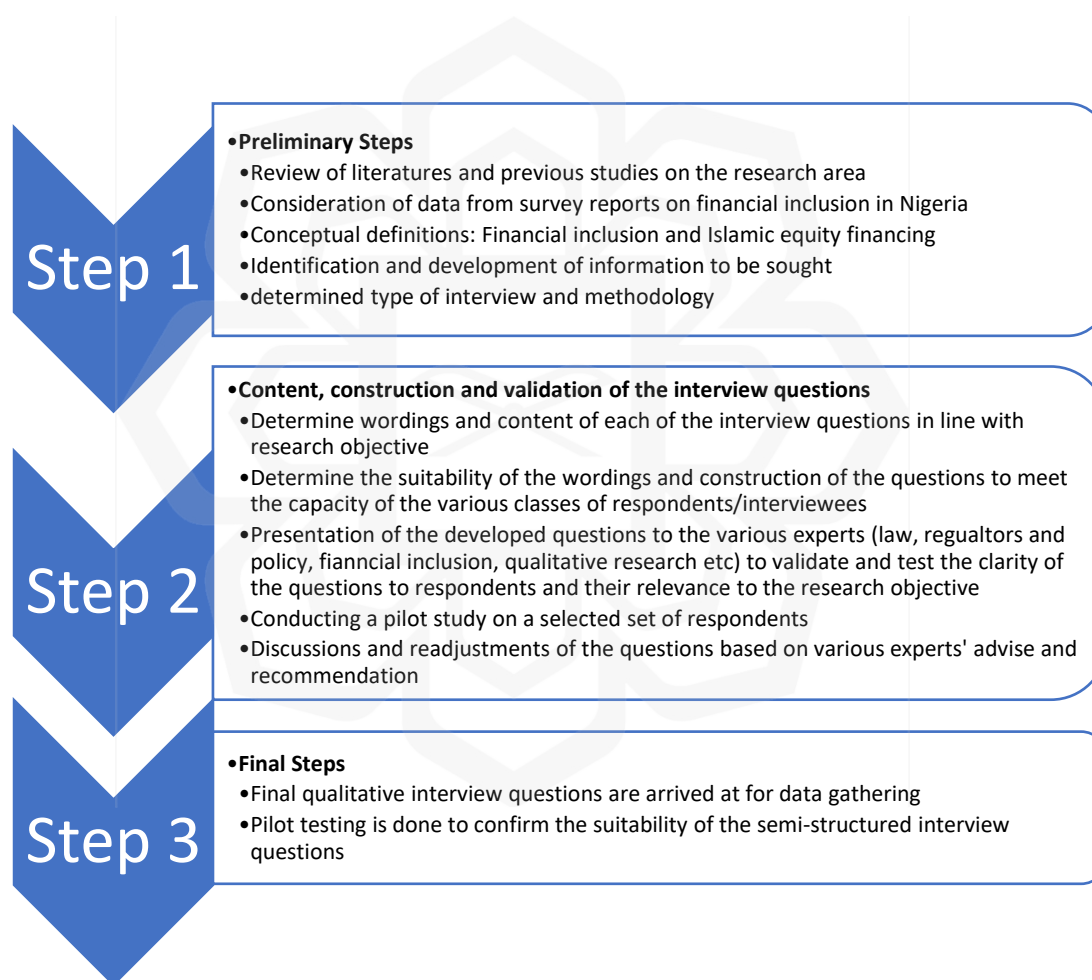 Step 1
•Preliminary Steps
•Review of literatures and previous studies on the research area
•Consideration of data from survey reports on financial inclusion in Nigeria
•Conceptual definitions: Financial inclusion and Islamic equity financing
•Identification and development of information to be sought
•determined type of interview and methodology
Step 2
•Content, construction and validation of the interview questions
•Determine wordings and content of each of the interview questions in line with
research objective
•Determine the suitability of the wordings and construction of the questions to meet
the capacity of the various classes of respondents/interviewees
•Presentation of the developed questions to the various experts (law, regualtors and
policy, fianncial inclusion, qualitative research etc) to validate and test the clarity of
the questions to respondents and their relevance to the research objective
•Conducting a pilot study on a selected set of respondents
•Discussions and readjustments of the questions based on various experts' advise and
recommendation
Step 3
•Final Steps
•Final qualitative interview questions are arrived at for data gathering
•Pilot testing is done to confirm the suitability of the semi-structured interview
questions